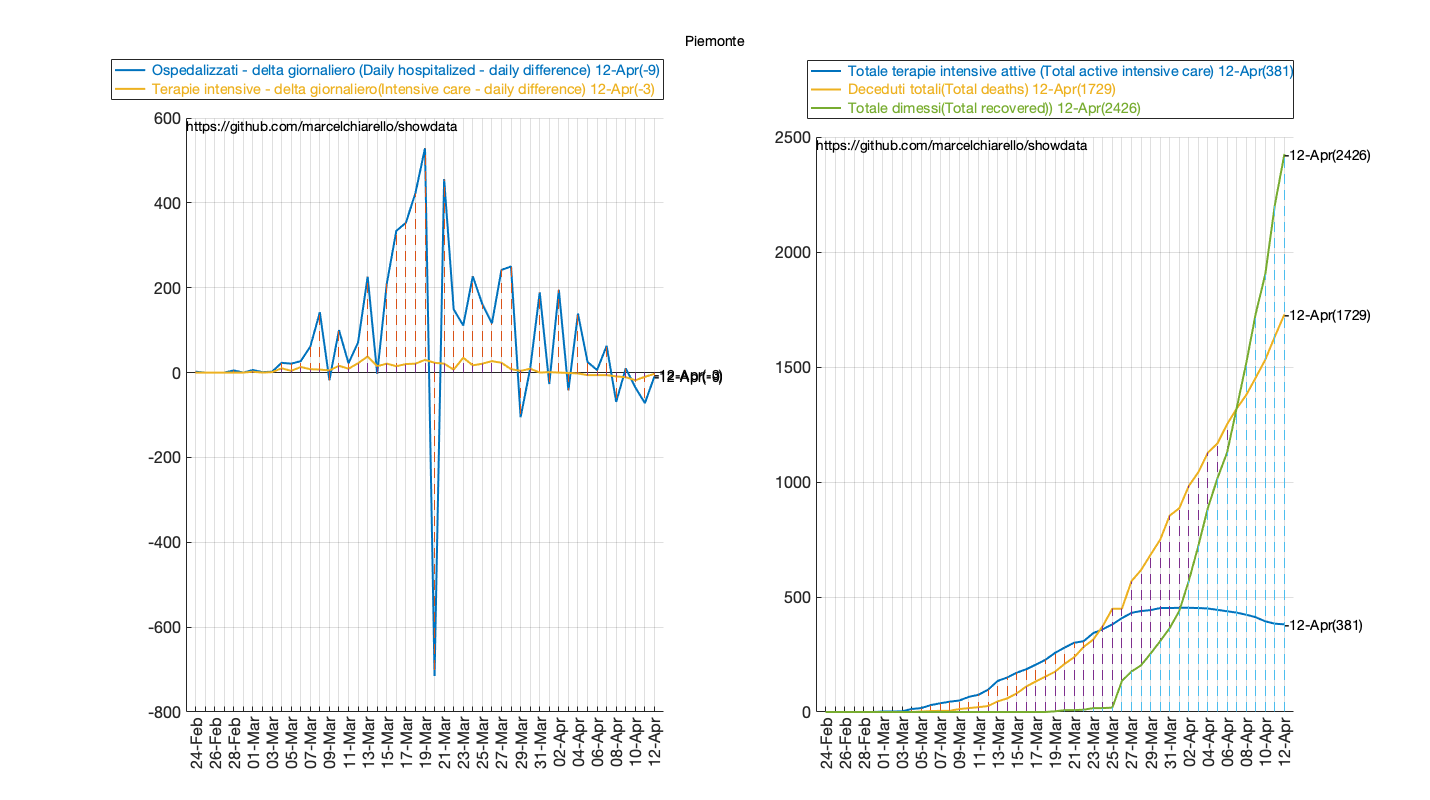 Piemonte
Ospedalizzati - delta giornaliero (Daily hospitalized - daily difference) 12-Apr(-9)
Terapie intensive - delta giornaliero(Intensive care - daily difference) 12-Apr(-3)
https://github.com/marcelchiarello/showdata
600
400
200
0
-200
-400
-600
-800
12-Apr(-3)
12-Apr(-9)
24-Feb
26-Feb
28-Feb
01-Mar
03-Mar
05-Mar
07-Mar
09-Mar
11-Mar
13-Mar
15-Mar
17-Mar
19-Mar
21-Mar
23-Mar
25-Mar
27-Mar
29-Mar
31-Mar
02-Apr
04-Apr
06-Apr
08-Apr
10-Apr
12-Apr
Totale terapie intensive attive (Total active intensive care) 12-Apr(381)
Deceduti totali(Total deaths) 12-Apr(1729)
Totale dimessi(Total recovered)) 12-Apr(2426)
https://github.com/marcelchiarello/showdata
2500
2000
1500
1000
500
0
12-Apr(2426)
12-Apr(1729)
12-Apr(381)
24-Feb
26-Feb
28-Feb
01-Mar
03-Mar
05-Mar
07-Mar
09-Mar
11-Mar
13-Mar
15-Mar
17-Mar
19-Mar
21-Mar
23-Mar
25-Mar
27-Mar
29-Mar
31-Mar
02-Apr
04-Apr
06-Apr
08-Apr
10-Apr
12-Apr